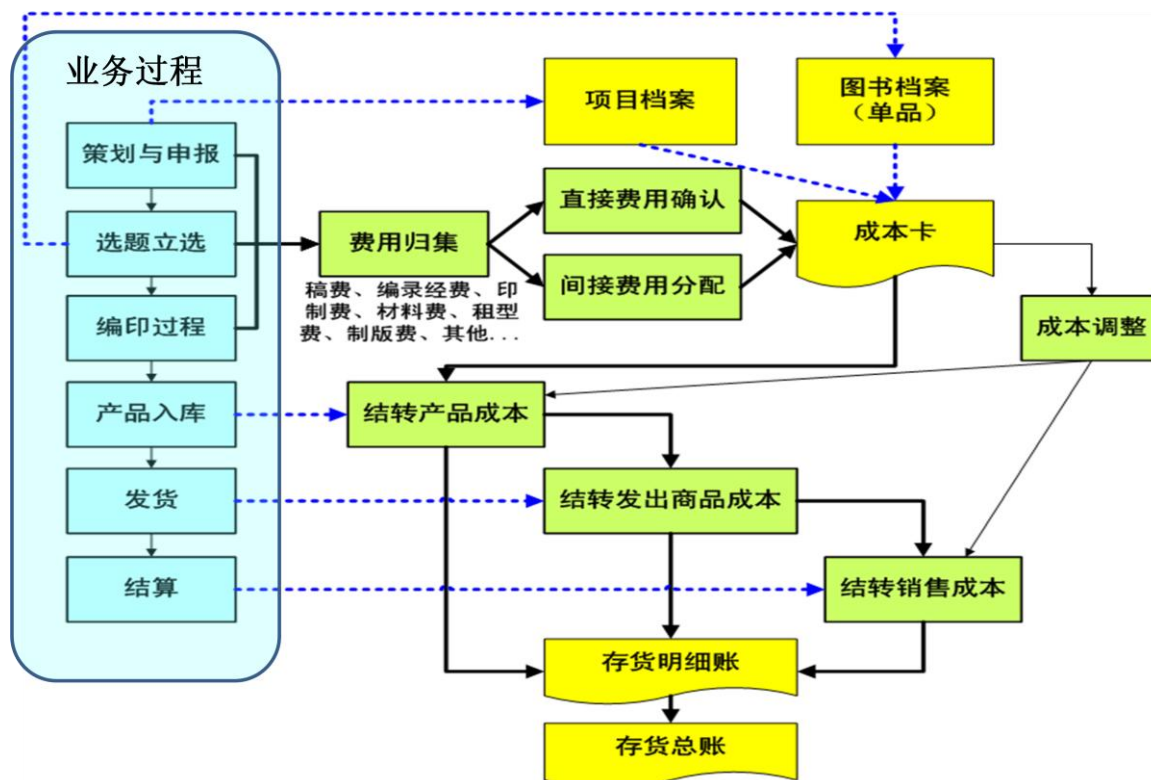 业务过程
项目档案
图书档案
（单品）
策划与申报
直接费用确认
选题立选
费用归集
成本卡
间接费用分配
稿费、编录经费、印
制费、材料费、租型
费、制版费、其他...
编印过程
成本调整
产品入库
结转产品成本
发货
结转发出商品成本
结算
结转销售成本
存货明细账
存货总账